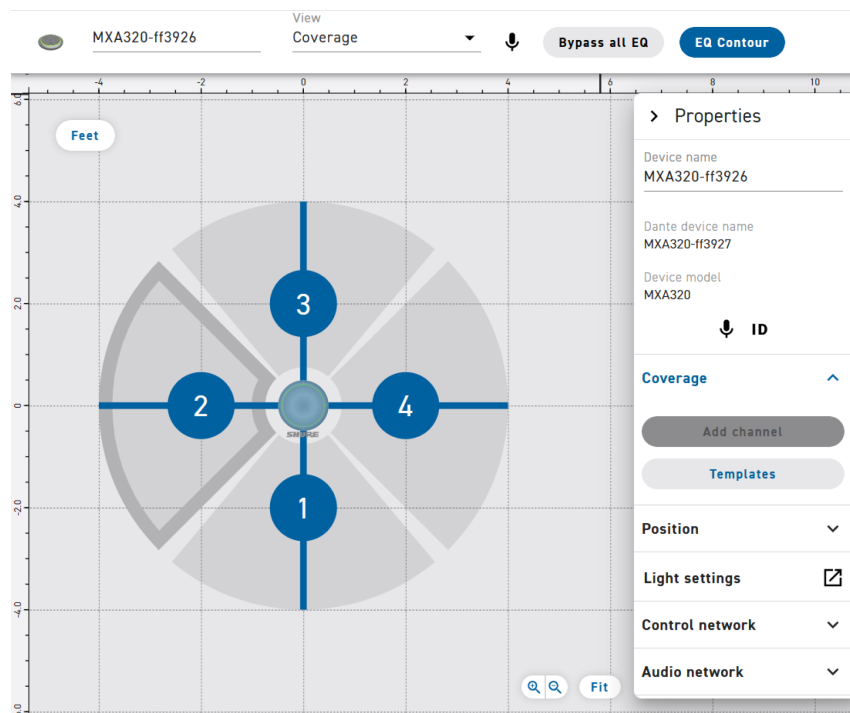 View
MXA320-ff3926
Coverage
Bypass all EQ
EQ Contour
-4
-2
0
2
4
6
8
10
6.0
4.0
2.0
0
-2.0
-4.0
Feet
3
2
4
SHURE
1
Fit
Properties
Device name
MXA320-ff3926
Dante device name
MXA320-ff3927
Device model
MXA320
ID
Coverage
Add channel
Templates
Position
Light settings
Control network
Audio network